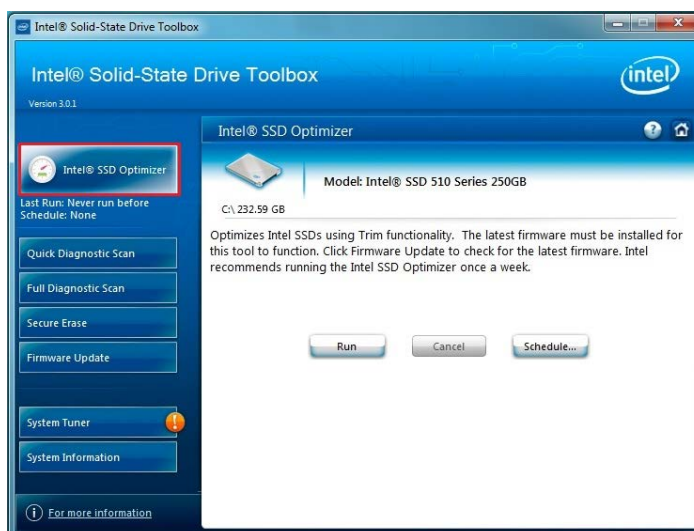 Intel® Solid-State Drive Toolbox
Intel® Solid-State Drive Toolbox
Version 3.0.1
intel
Intel® SSD Optimizer
Last Run: Never run before
Schedule: None
Quick Diagnostic Scan
Full Diagnostic Scan
Secure Erase
Firmware Update
System Tuner
!
System Information
i
For more information
Intel® SSD Optimizer
?
Model: Intel® SSD 510 Series 250GB
C:\ 232.59 GB
Optimizes Intel SSDs using Trim functionality. The latest firmware must be installed for
this tool to function. Click Firmware Update to check for the latest firmware. Intel
recommends running the Intel SSD Optimizer once a week.
Run
Cancel
Schedule...